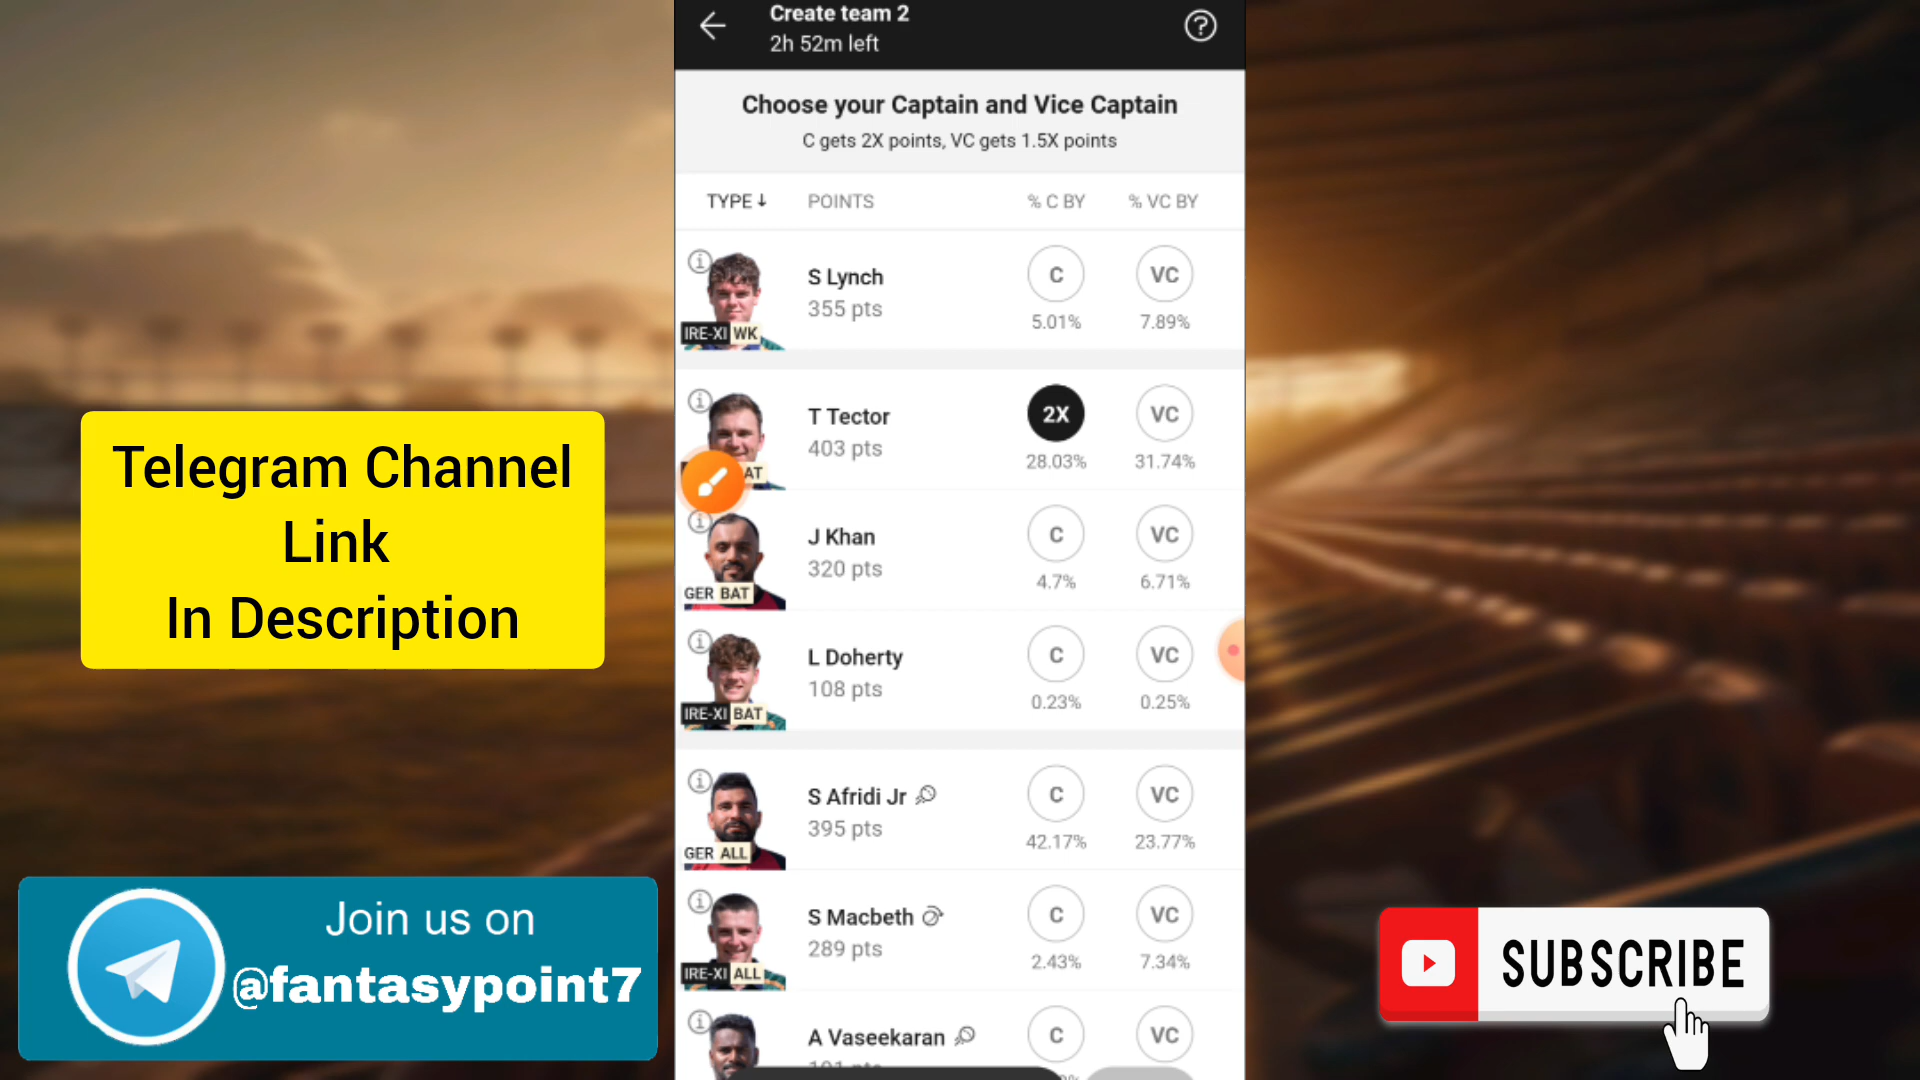 Create team 2
2h 52m left
Choose your Captain and Vice Captain
C gets 2X points, VC gets 1.5X points
TYPE↓ POINTS % C BY % VC BY
S Lynch C VC
355 pts 5.01% 7.89%
IRE-XI WK
T Tector 2X VC
403 pts 28.03% 31.74%
AT
J Khan C VC
320 pts 4.7% 6.71%
GER BAT
L Doherty C VC
108 pts 0.23% 0.25%
IRE-XI BAT
S Afridi Jr C VC
395 pts 42.17% 23.77%
GER ALL
S Macbeth C VC
289 pts 2.43% 7.34%
IRE-XI ALL
A Vaseekaran C VC
Telegram Channel
Link
In Description
Join us on
@fantasypoint7
SUBSCRIBE